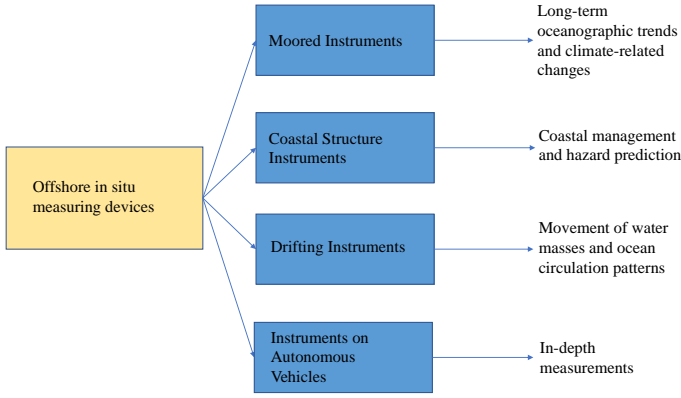 Offshore in situ
measuring devices
Moored Instruments
Long-term
oceanographic trends
and climate-related
changes
Coastal Structure
Instruments
Coastal management
and hazard prediction
Drifting Instruments
Movement of water
masses and ocean
circulation patterns
Instruments on
Autonomous
Vehicles
In-depth
measurements